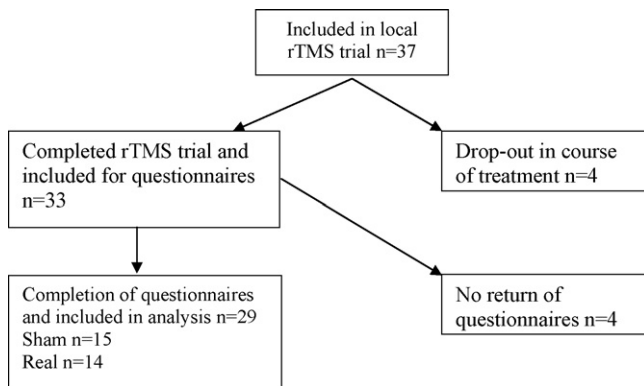 Included in local
rTMS trial n=37
Completed rTMS trial and
included for questionnaires
n=33
Drop-out in course
of treatment n=4
Completion of questionnaires
and included in analysis n=29
Sham n=15
Real n=14
No return of
questionnaires n=4